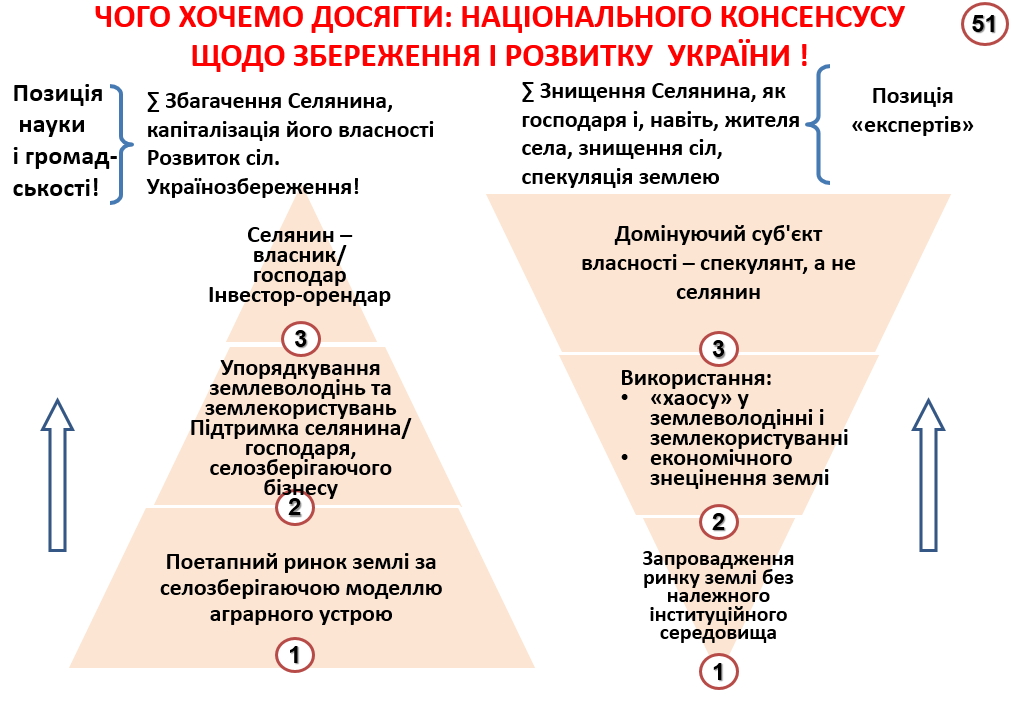 ЧОГО ХОЧЕМО ДОСЯГТИ: НАЦІОНАЛЬНОГО КОНСЕНСУСУ
ЩОДО ЗБЕРЕЖЕННЯ І РОЗВИТКУ УКРАЇНИ !
51
Позиція
науки
і громад-
ськості!
∑ Збагачення Селянина,
капіталізація його власності
Розвиток сіл.
Українозбереження!
∑ Знищення Селянина, як
господаря і, навіть, жителя
села, знищення сіл,
спекуляція землею
Позиція
«експертів»
Селянин –
власник/
господар
Інвестор-орендар
3
Упорядкування
землеволодінь та
землекористувань
Підтримка селянина/
господаря,
селозберігаючого
бізнесу
2
Поетапний ринок землі за
селозберігаючою моделлю
аграрного устрою
1
Домінуючий суб'єкт
власності – спекулянт, а не
селянин
3
Використання:
• «хаосу» у
землеволодінні і
землекористуванні
• економічного
знецінення землі
2
Запровадження
ринку землі без
належного
інституційного
середовища
1